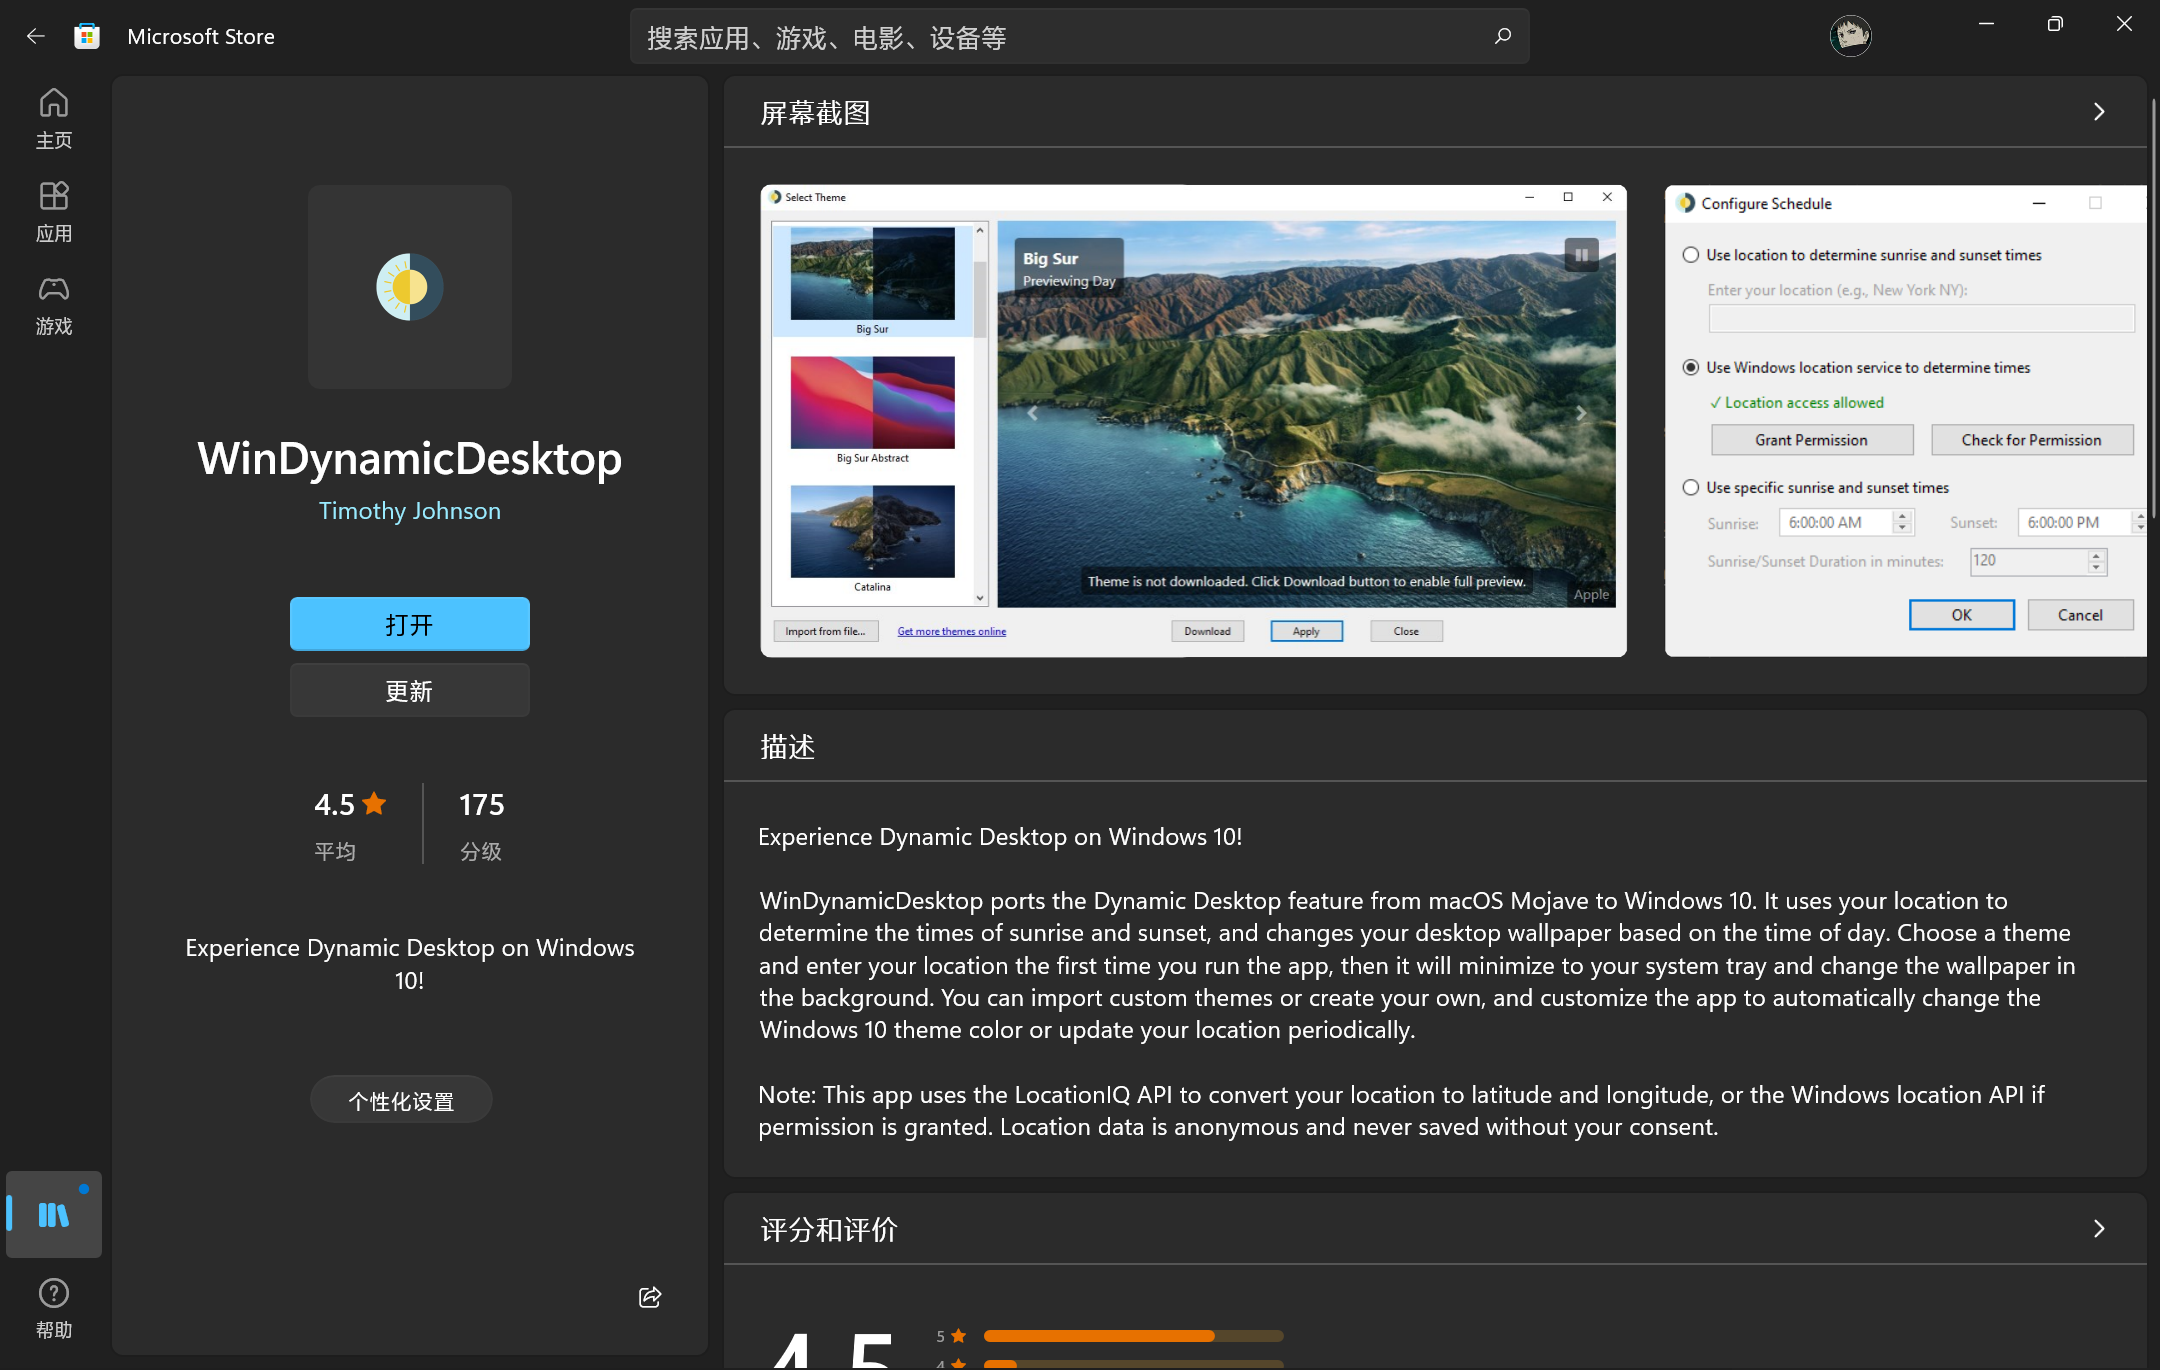 Microsoft Store
搜索应用、游戏、电影、设备等
主页
应用
游戏
帮助
WinDynamicDesktop
Timothy Johnson
打开
更新
4.5
平均
175
分级
Experience Dynamic Desktop on Windows
10!
个性化设置
屏幕截图
Select Theme
Big Sur
Big Sur Abstract
Catalina
Big Sur
Previewing Day
Theme is not downloaded. Click Download button to enable full preview.
Apple
Import from file...
Get more themes online
Download
Apply
Close
Configure Schedule
Use location to determine sunrise and sunset times
Enter your location (e.g., New York NY):
Use Windows location service to determine times
✓ Location access allowed
Grant Permission
Check for Permission
Use specific sunrise and sunset times
Sunrise: 6:00:00 AM Sunset: 6:00:00 PM
Sunrise/Sunset Duration in minutes: 120
OK
Cancel
描述
Experience Dynamic Desktop on Windows 10!
WinDynamicDesktop ports the Dynamic Desktop feature from macOS Mojave to Windows 10. It uses your location to
determine the times of sunrise and sunset, and changes your desktop wallpaper based on the time of day. Choose a theme
and enter your location the first time you run the app, then it will minimize to your system tray and change the wallpaper in
the background. You can import custom themes or create your own, and customize the app to automatically change the
Windows 10 theme color or update your location periodically.
Note: This app uses the LocationIQ API to convert your location to latitude and longitude, or the Windows location API if
permission is granted. Location data is anonymous and never saved without your consent.
评分和评价
4.5
5
4